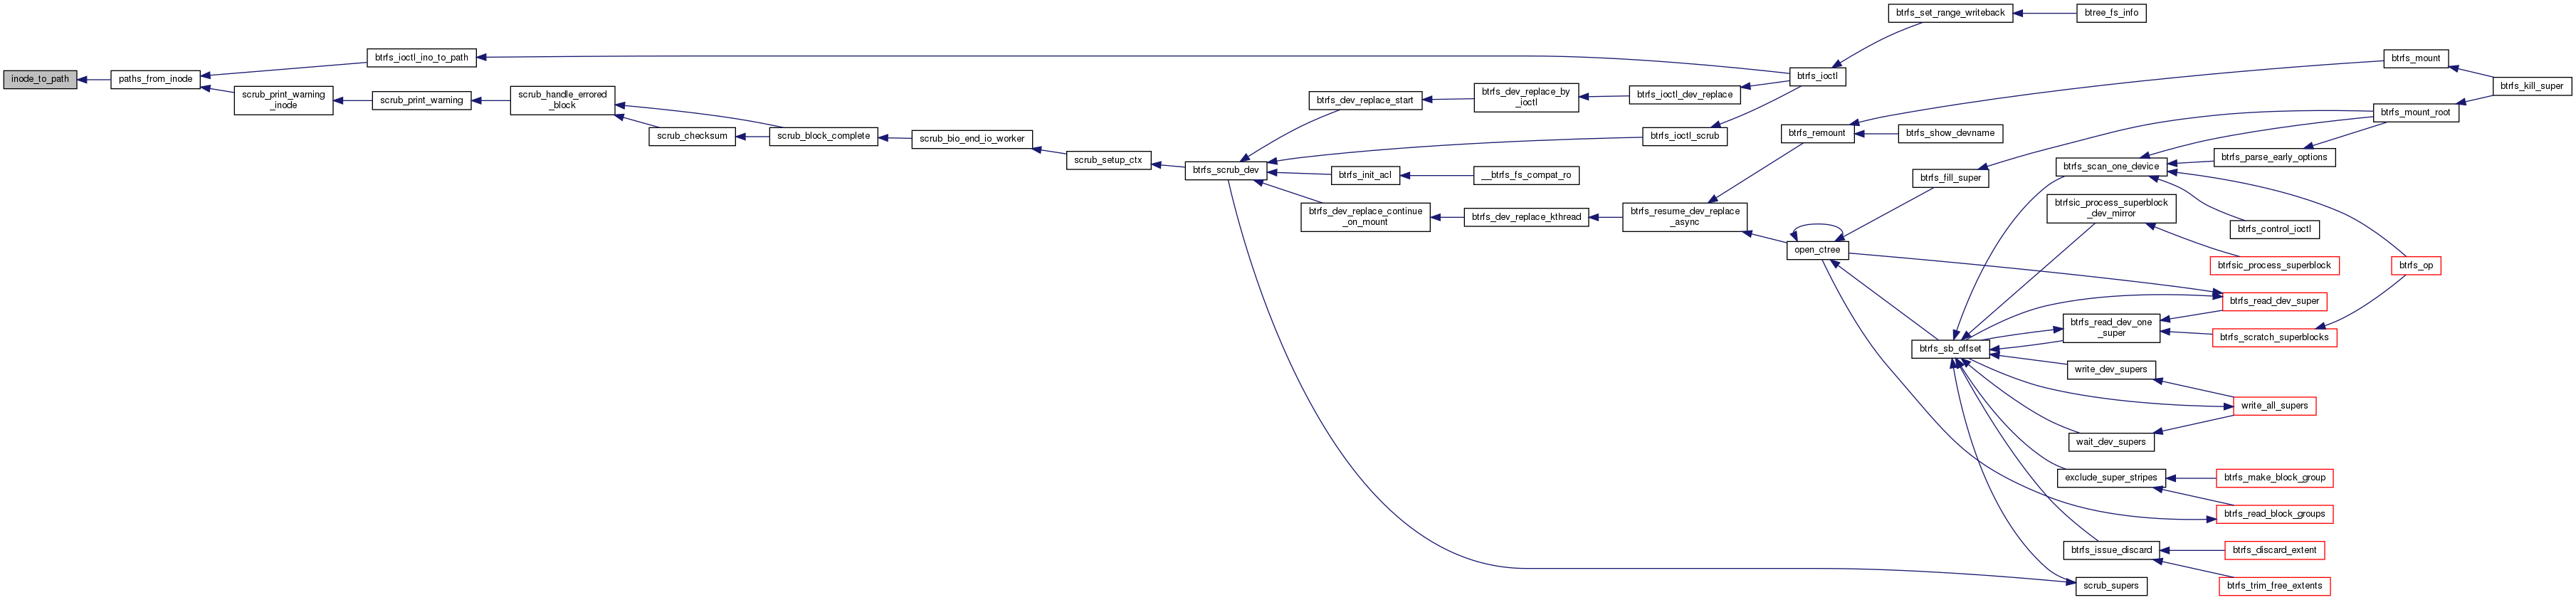 inode_to_path
paths_from_inode
btrfs_ioctl_ino_to_path
scrub_print_warning
_inode
scrub_print_warning
scrub_handle_errored
_block
scrub_checksum
scrub_block_complete
scrub_bio_end_io_worker
scrub_setup_ctx
btrfs_scrub_dev
btrfs_dev_replace_start
btrfs_dev_replace_by
_ioctl
btrfs_ioctl_dev_replace
btrfs_ioctl_scrub
btrfs_init_acl
__btrfs_fs_compat_ro
btrfs_dev_replace_continue
_on_mount
btrfs_dev_replace_kthread
btrfs_resume_dev_replace
_async
btrfs_ioctl
btrfs_set_range_writeback
btree_fs_info
btrfs_remount
btrfs_show_devname
btrfs_fill_super
open_ctree
btrfs_sb_offset
btrfs_mount
btrfs_kill_super
btrfs_mount_root
btrfs_scan_one_device
btrfs_parse_early_options
btrfsic_process_superblock
_dev_mirror
btrfs_control_ioctl
btrfsic_process_superblock
btrfs_op
btrfs_read_dev_super
btrfs_read_dev_one
_super
btrfs_scratch_superblocks
write_dev_supers
write_all_supers
wait_dev_supers
exclude_super_stripes
btrfs_make_block_group
btrfs_read_block_groups
btrfs_issue_discard
btrfs_discard_extent
btrfs_trim_free_extents
scrub_supers